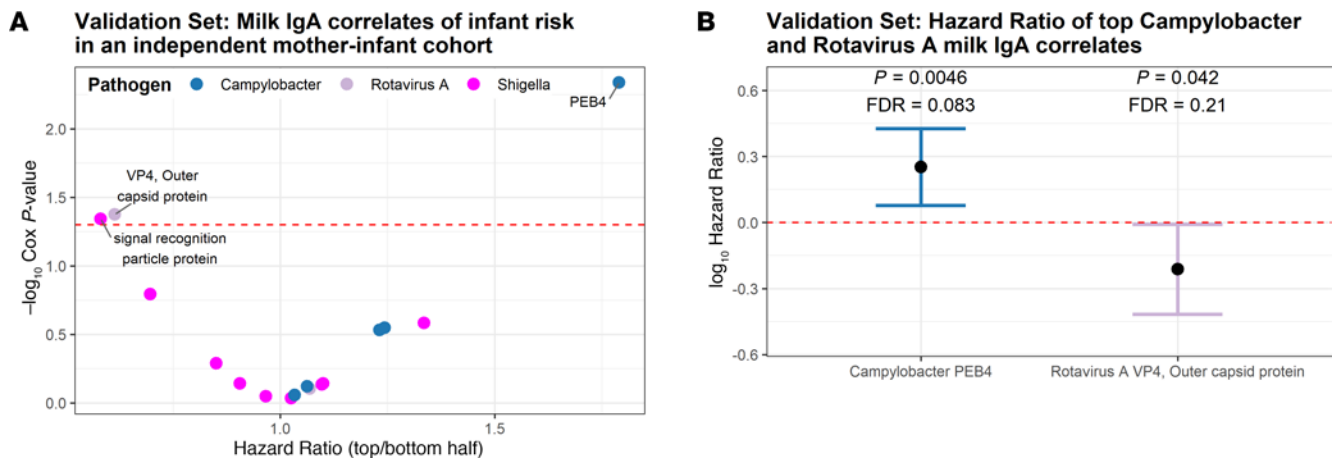 A
Validation Set: Milk IgA correlates of infant risk
in an independent mother-infant cohort
Pathogen Campylobacter Rotavirus A Shigella
PEB4
VP4, Outer
capsid protein
signal recognition
particle protein
2.0
1.5
1.0
0.5
0.0
–log10 Cox P-value
1.0 1.5
Hazard Ratio (top/bottom half)
B
Validation Set: Hazard Ratio of top Campylobacter
and Rotavirus A milk IgA correlates
P = 0.0046 P = 0.042
FDR = 0.083 FDR = 0.21
0.6
0.3
0.0
-0.3
-0.6
log10 Hazard Ratio
Campylobacter PEB4 Rotavirus A VP4, Outer capsid protein